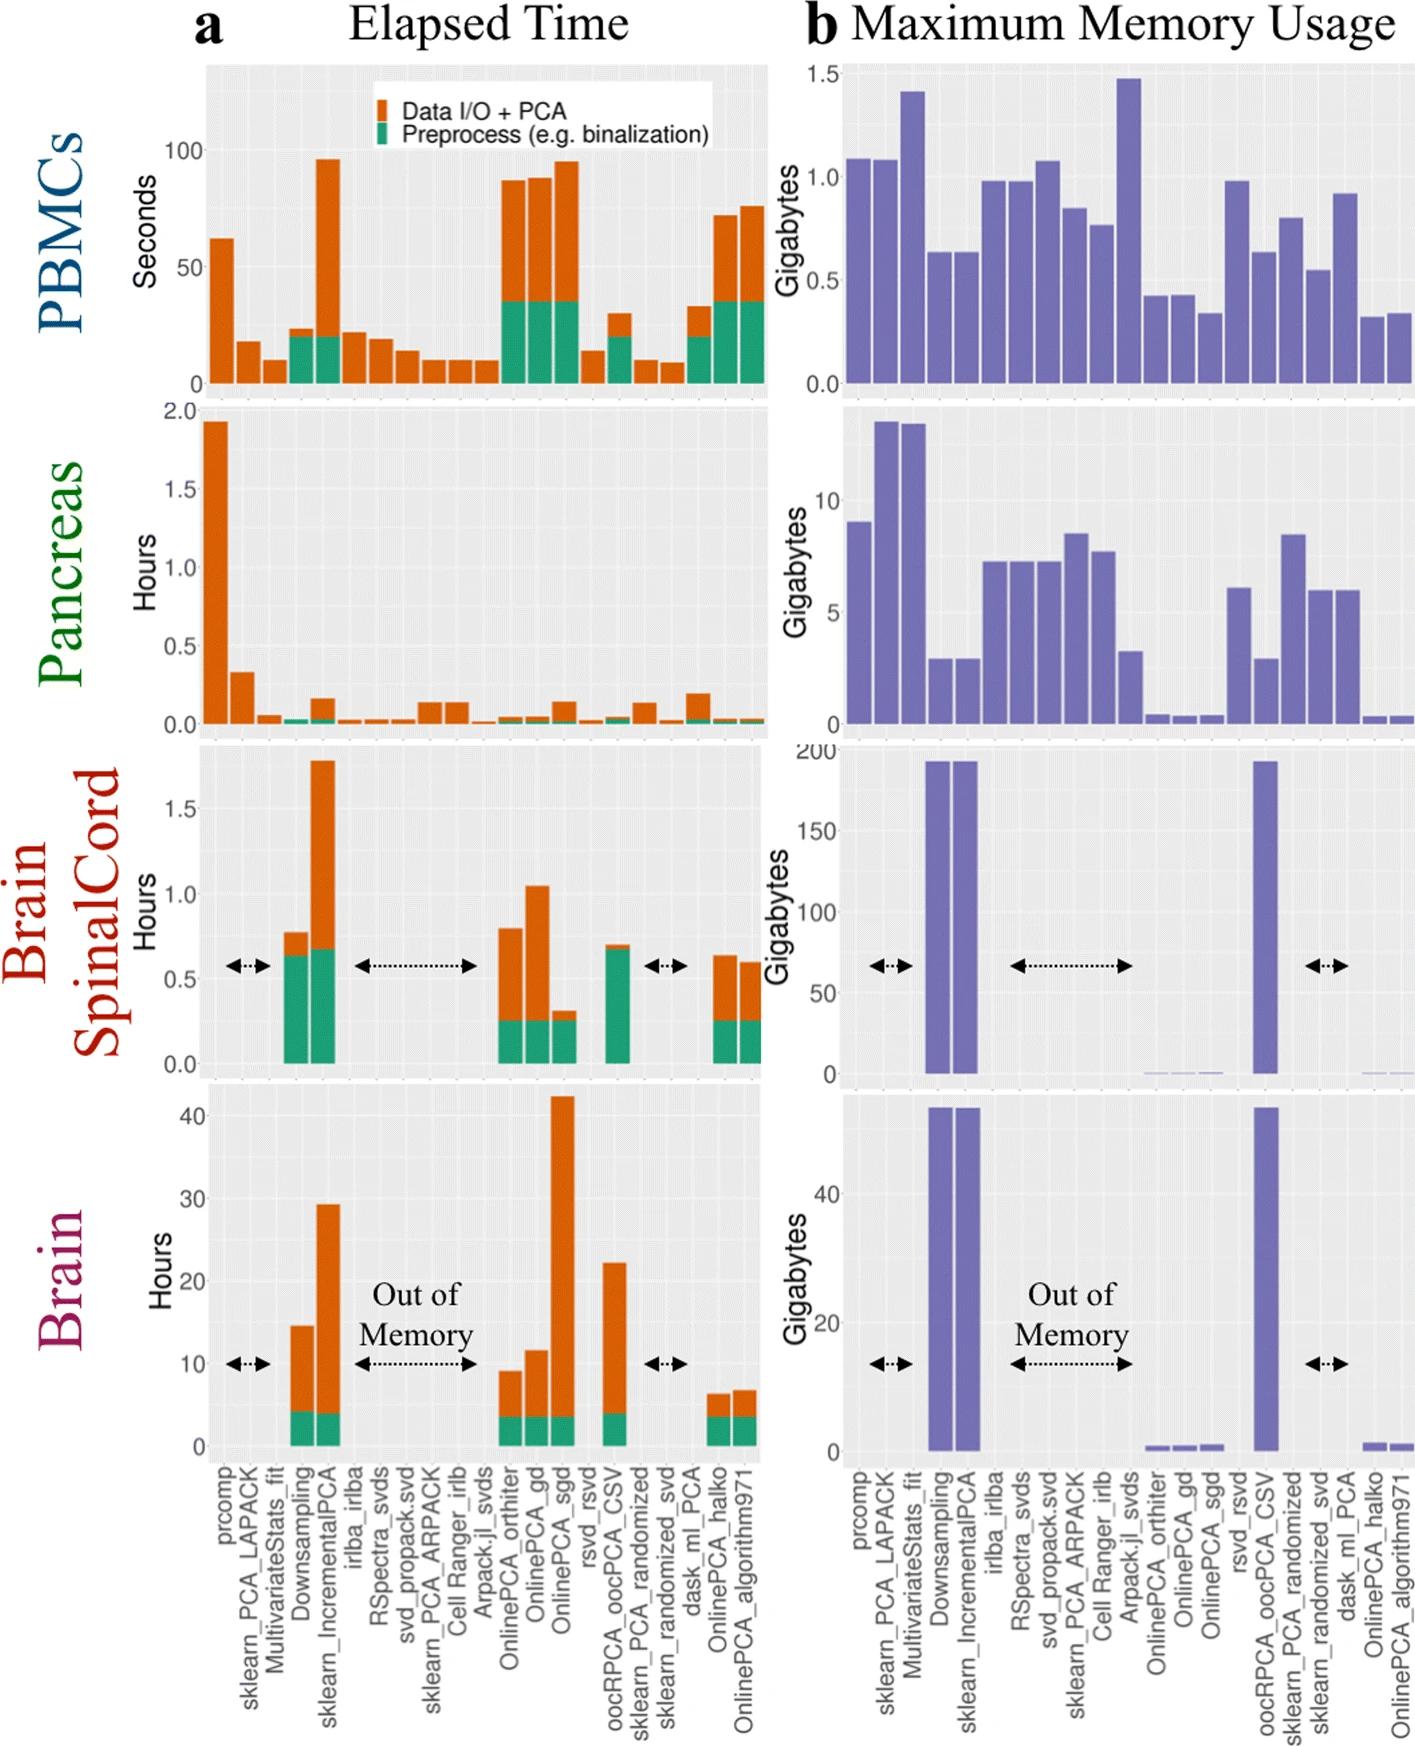 a Elapsed Time
b Maximum Memory Usage
PBMCs
Seconds
100
50
0
Data I/O + PCA
Preprocess (e.g. binalization)
Gigabytes
1.5
1.0
0.5
0.0
Pancreas
Hours
2.0
1.5
1.0
0.5
0.0
Gigabytes
10
5
0
Brain
SpinalCord
Hours
1.5
1.0
0.5
0.0
Gigabytes
200
150
100
50
0
Brain
Hours
40
30
20
10
0
Out of
Memory
Gigabytes
40
20
0
Out of
Memory
prcomp
sklearn_PCA_LAPACK
MultivariateStats_fit
Downsampling
sklearn_IncrementalPCA
irlba_irlba
RSpectra_svds
svd_propack.svd
sklearn_PCA_ARPACK
Cell Ranger_irlb
Arpack.jl_svds
OnlinePCA_orthiter
OnlinePCA_gd
OnlinePCA_sgd
rsvd_rsvd
oocRPCA_oocPCA_CSV
sklearn_PCA_randomized
sklearn_randomized_svd
dask_ml_PCA
OnlinePCA_halko
OnlinePCA_algorithm971
prcomp
sklearn_PCA_LAPACK
MultivariateStats_fit
Downsampling
sklearn_IncrementalPCA
irlba_irlba
RSpectra_svds
svd_propack.svd
sklearn_PCA_ARPACK
Cell Ranger_irlb
Arpack.jl_svds
OnlinePCA_orthiter
OnlinePCA_gd
OnlinePCA_sgd
rsvd_rsvd
oocRPCA_oocPCA_CSV
sklearn_PCA_randomized
sklearn_randomized_svd
dask_ml_PCA
OnlinePCA_halko
OnlinePCA_algorithm971